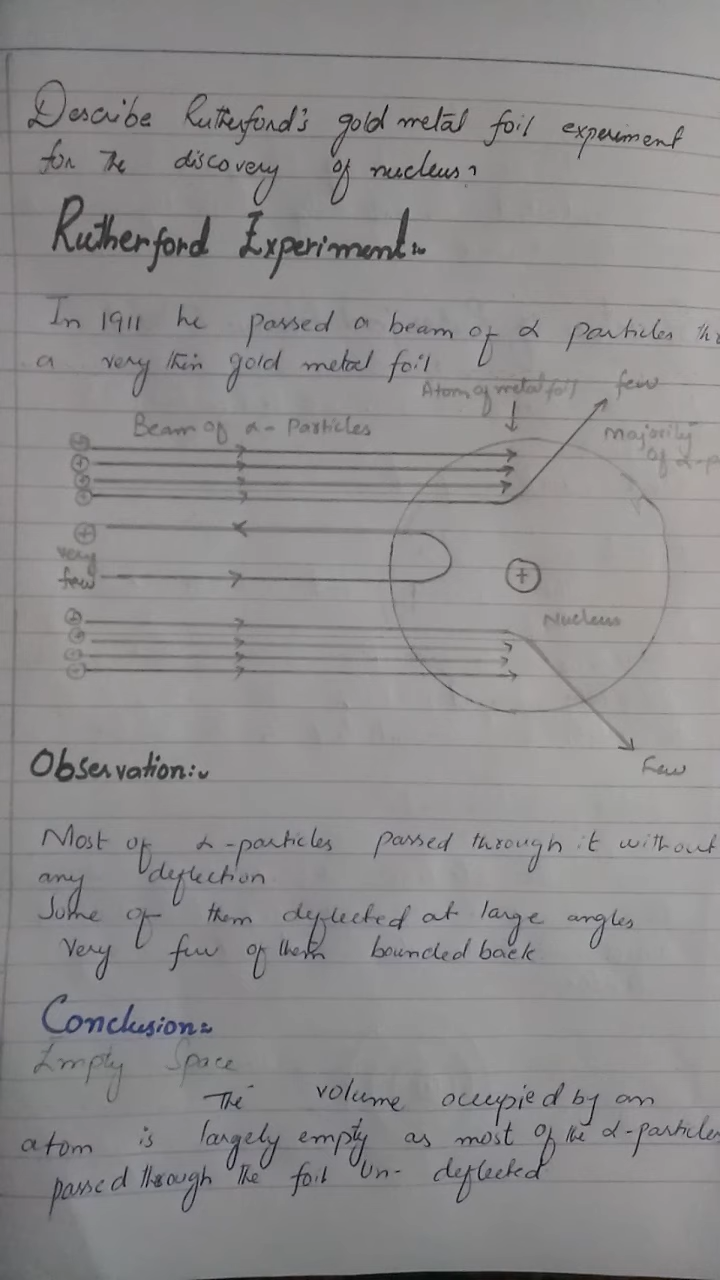 Describe Rutherford's gold metal foil experiment
for The discovery of nucleus?
Rutherford Experiment:~
In 1911 he passed a beam of α particles
a very thin gold metal foil
Atom of metal foil
few
Beam of α- Particles
Majority
of α-p
+
+
+
+
+
very
few
+
Nucleus
few
Observation:~
Most of α-particles passed through it without
any deflection
Some of them deflected at large angles
Very few of them bounded back
Conclusion:~
Empty Space
The volume occupied by an
atom is largely empty as most of the α-particles
passed through The foil Un- deflected